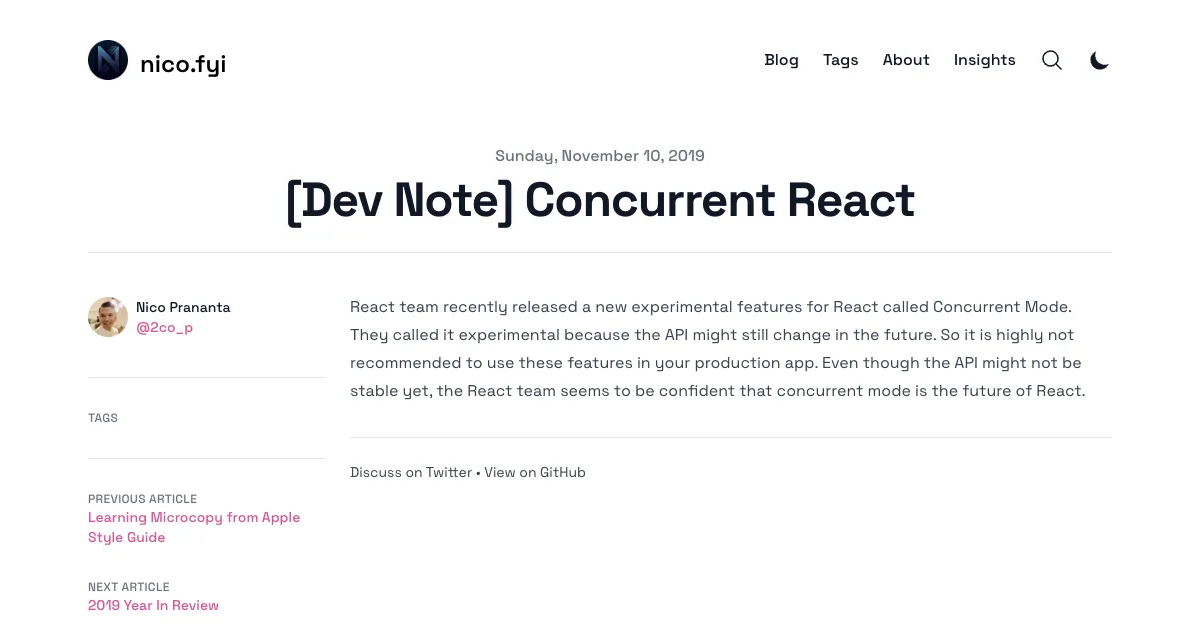 nico.fyi
Blog Tags About Insights
Sunday, November 10, 2019
[Dev Note] Concurrent React
Nico Prananta
@2co_p
TAGS
PREVIOUS ARTICLE
Learning Microcopy from Apple
Style Guide
NEXT ARTICLE
2019 Year In Review
React team recently released a new experimental features for React called Concurrent Mode.
They called it experimental because the API might still change in the future. So it is highly not
recommended to use these features in your production app. Even though the API might not be
stable yet, the React team seems to be confident that concurrent mode is the future of React.
Discuss on Twitter • View on GitHub